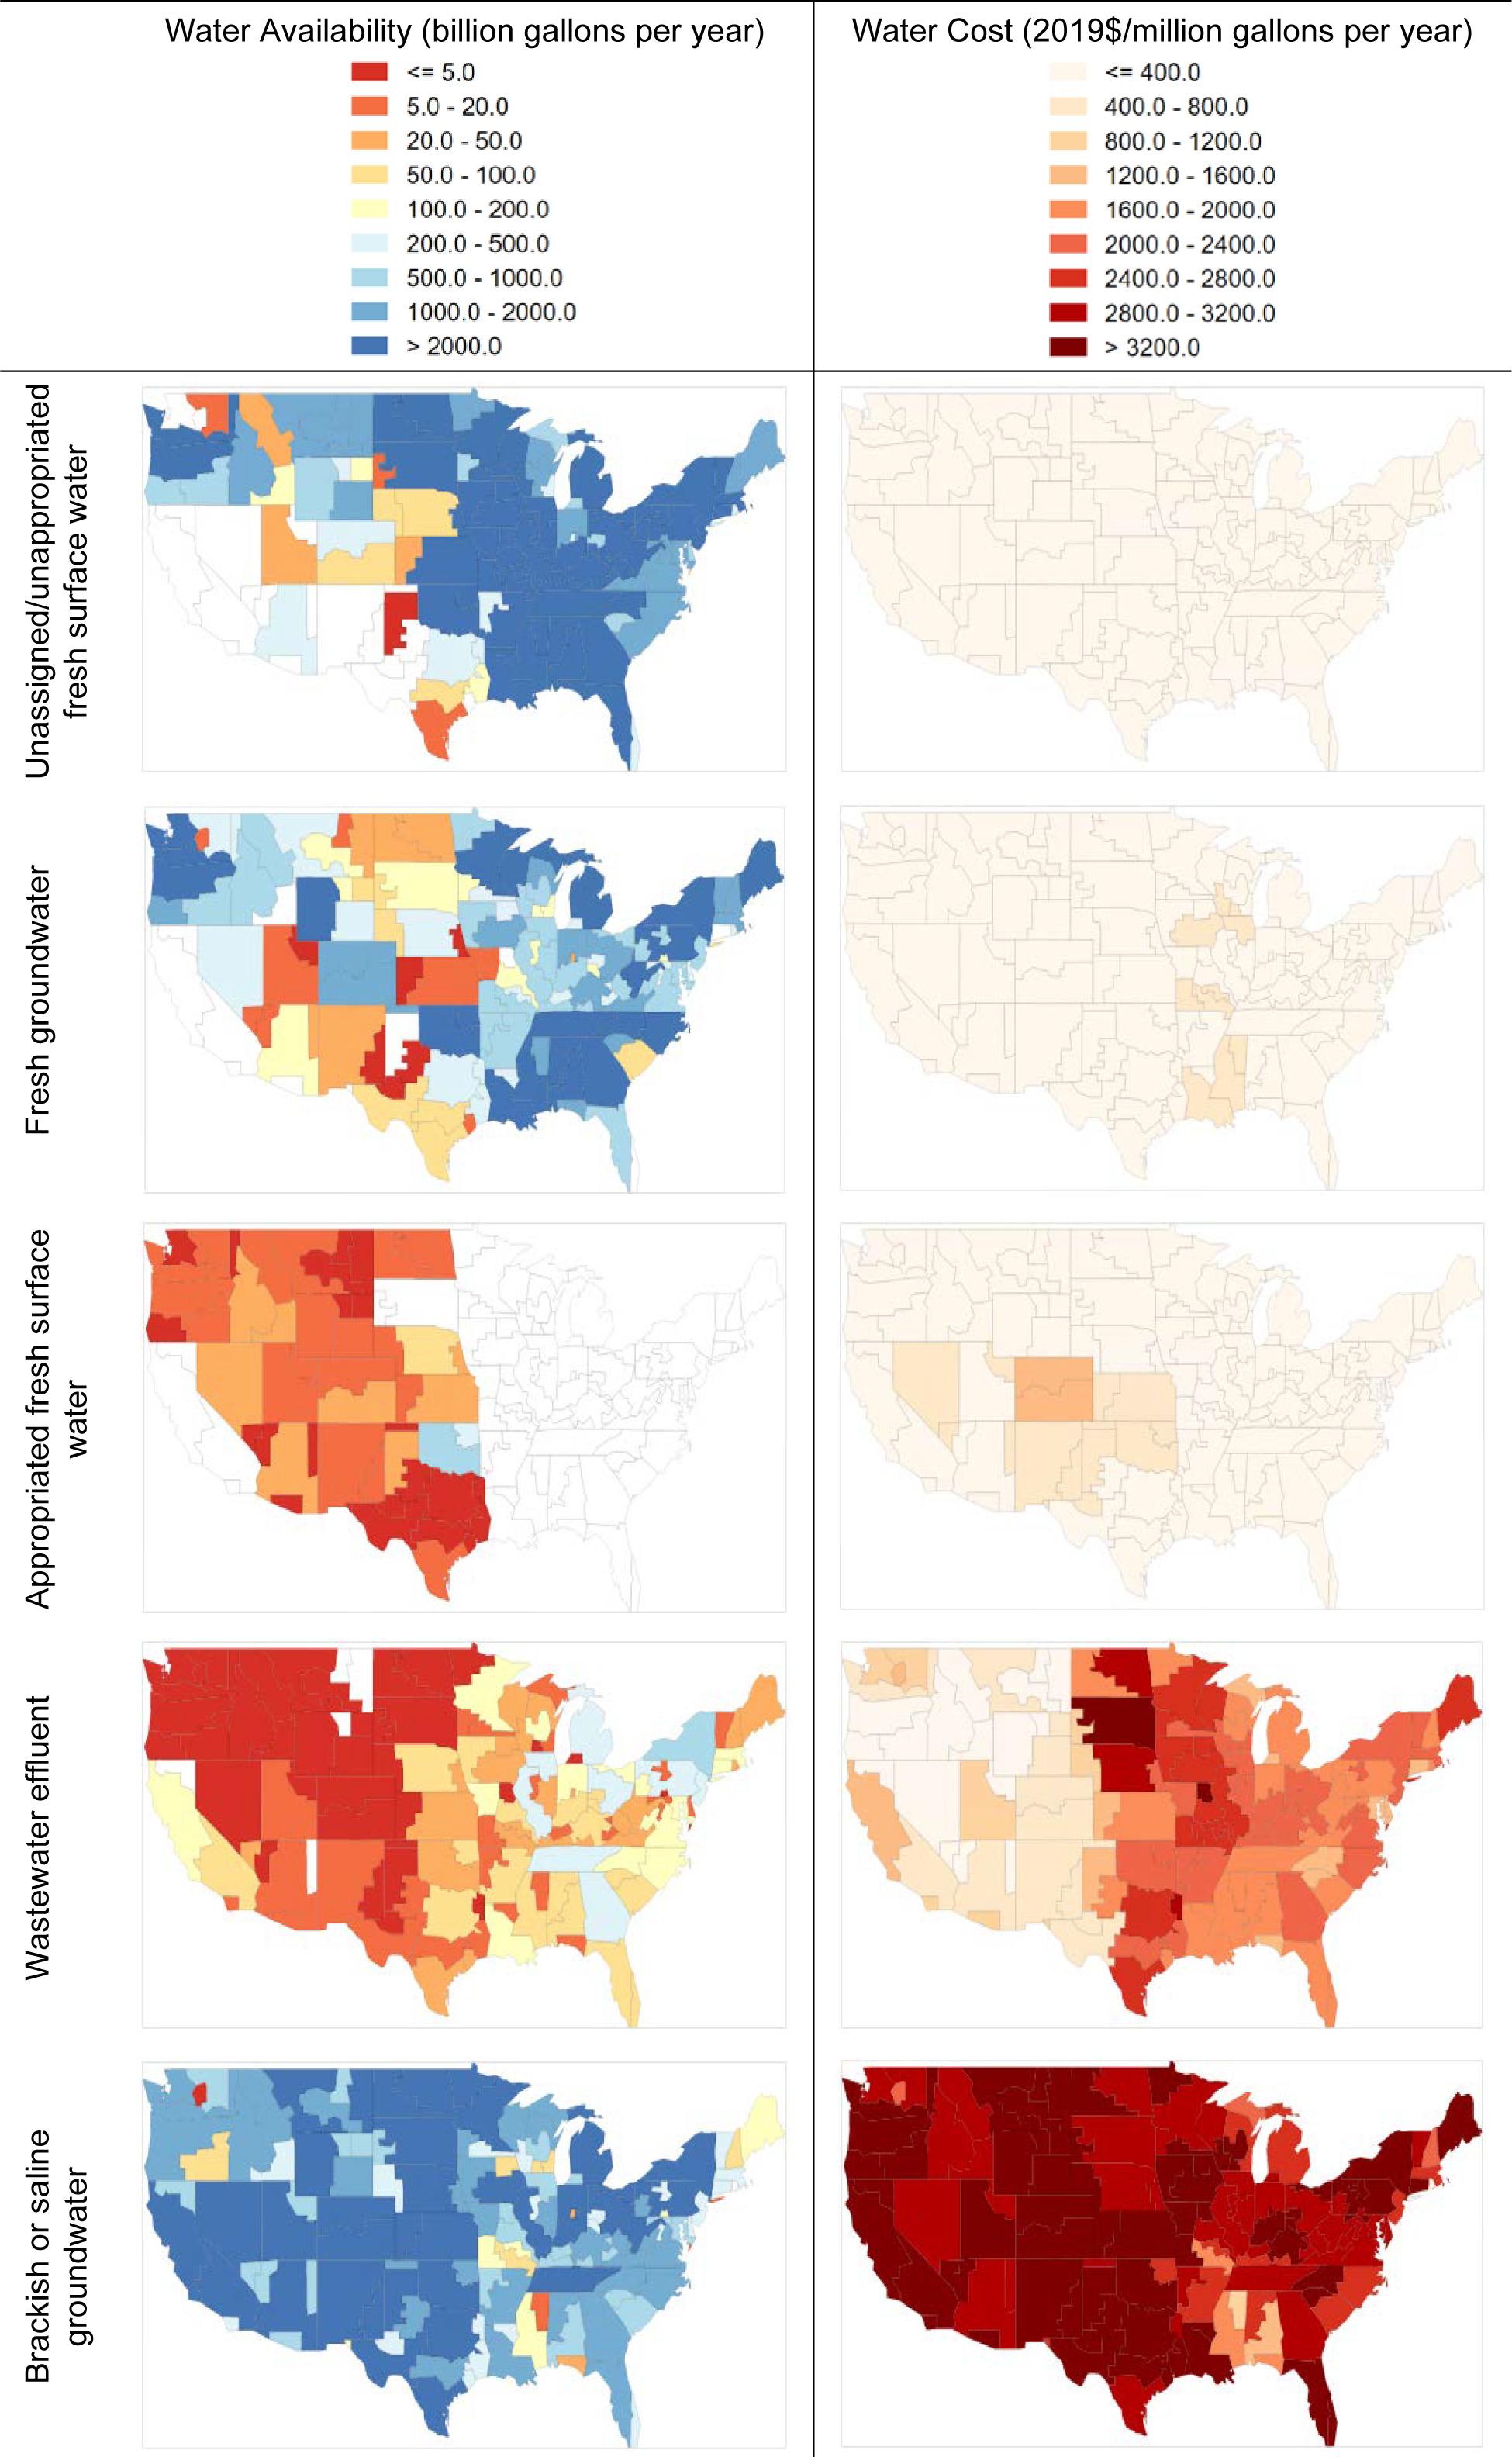 Water Availability (billion gallons per year)
<= 5.0
5.0 - 20.0
20.0 - 50.0
50.0 - 100.0
100.0 - 200.0
200.0 - 500.0
500.0 - 1000.0
1000.0 - 2000.0
> 2000.0
Water Cost (2019$/million gallons per year)
<= 400.0
400.0 - 800.0
800.0 - 1200.0
1200.0 - 1600.0
1600.0 - 2000.0
2000.0 - 2400.0
2400.0 - 2800.0
2800.0 - 3200.0
> 3200.0
Unassigned/unappropriated
fresh surface water
Fresh groundwater
Appropriated fresh surface
water
Wastewater effluent
Brackish or saline
groundwater